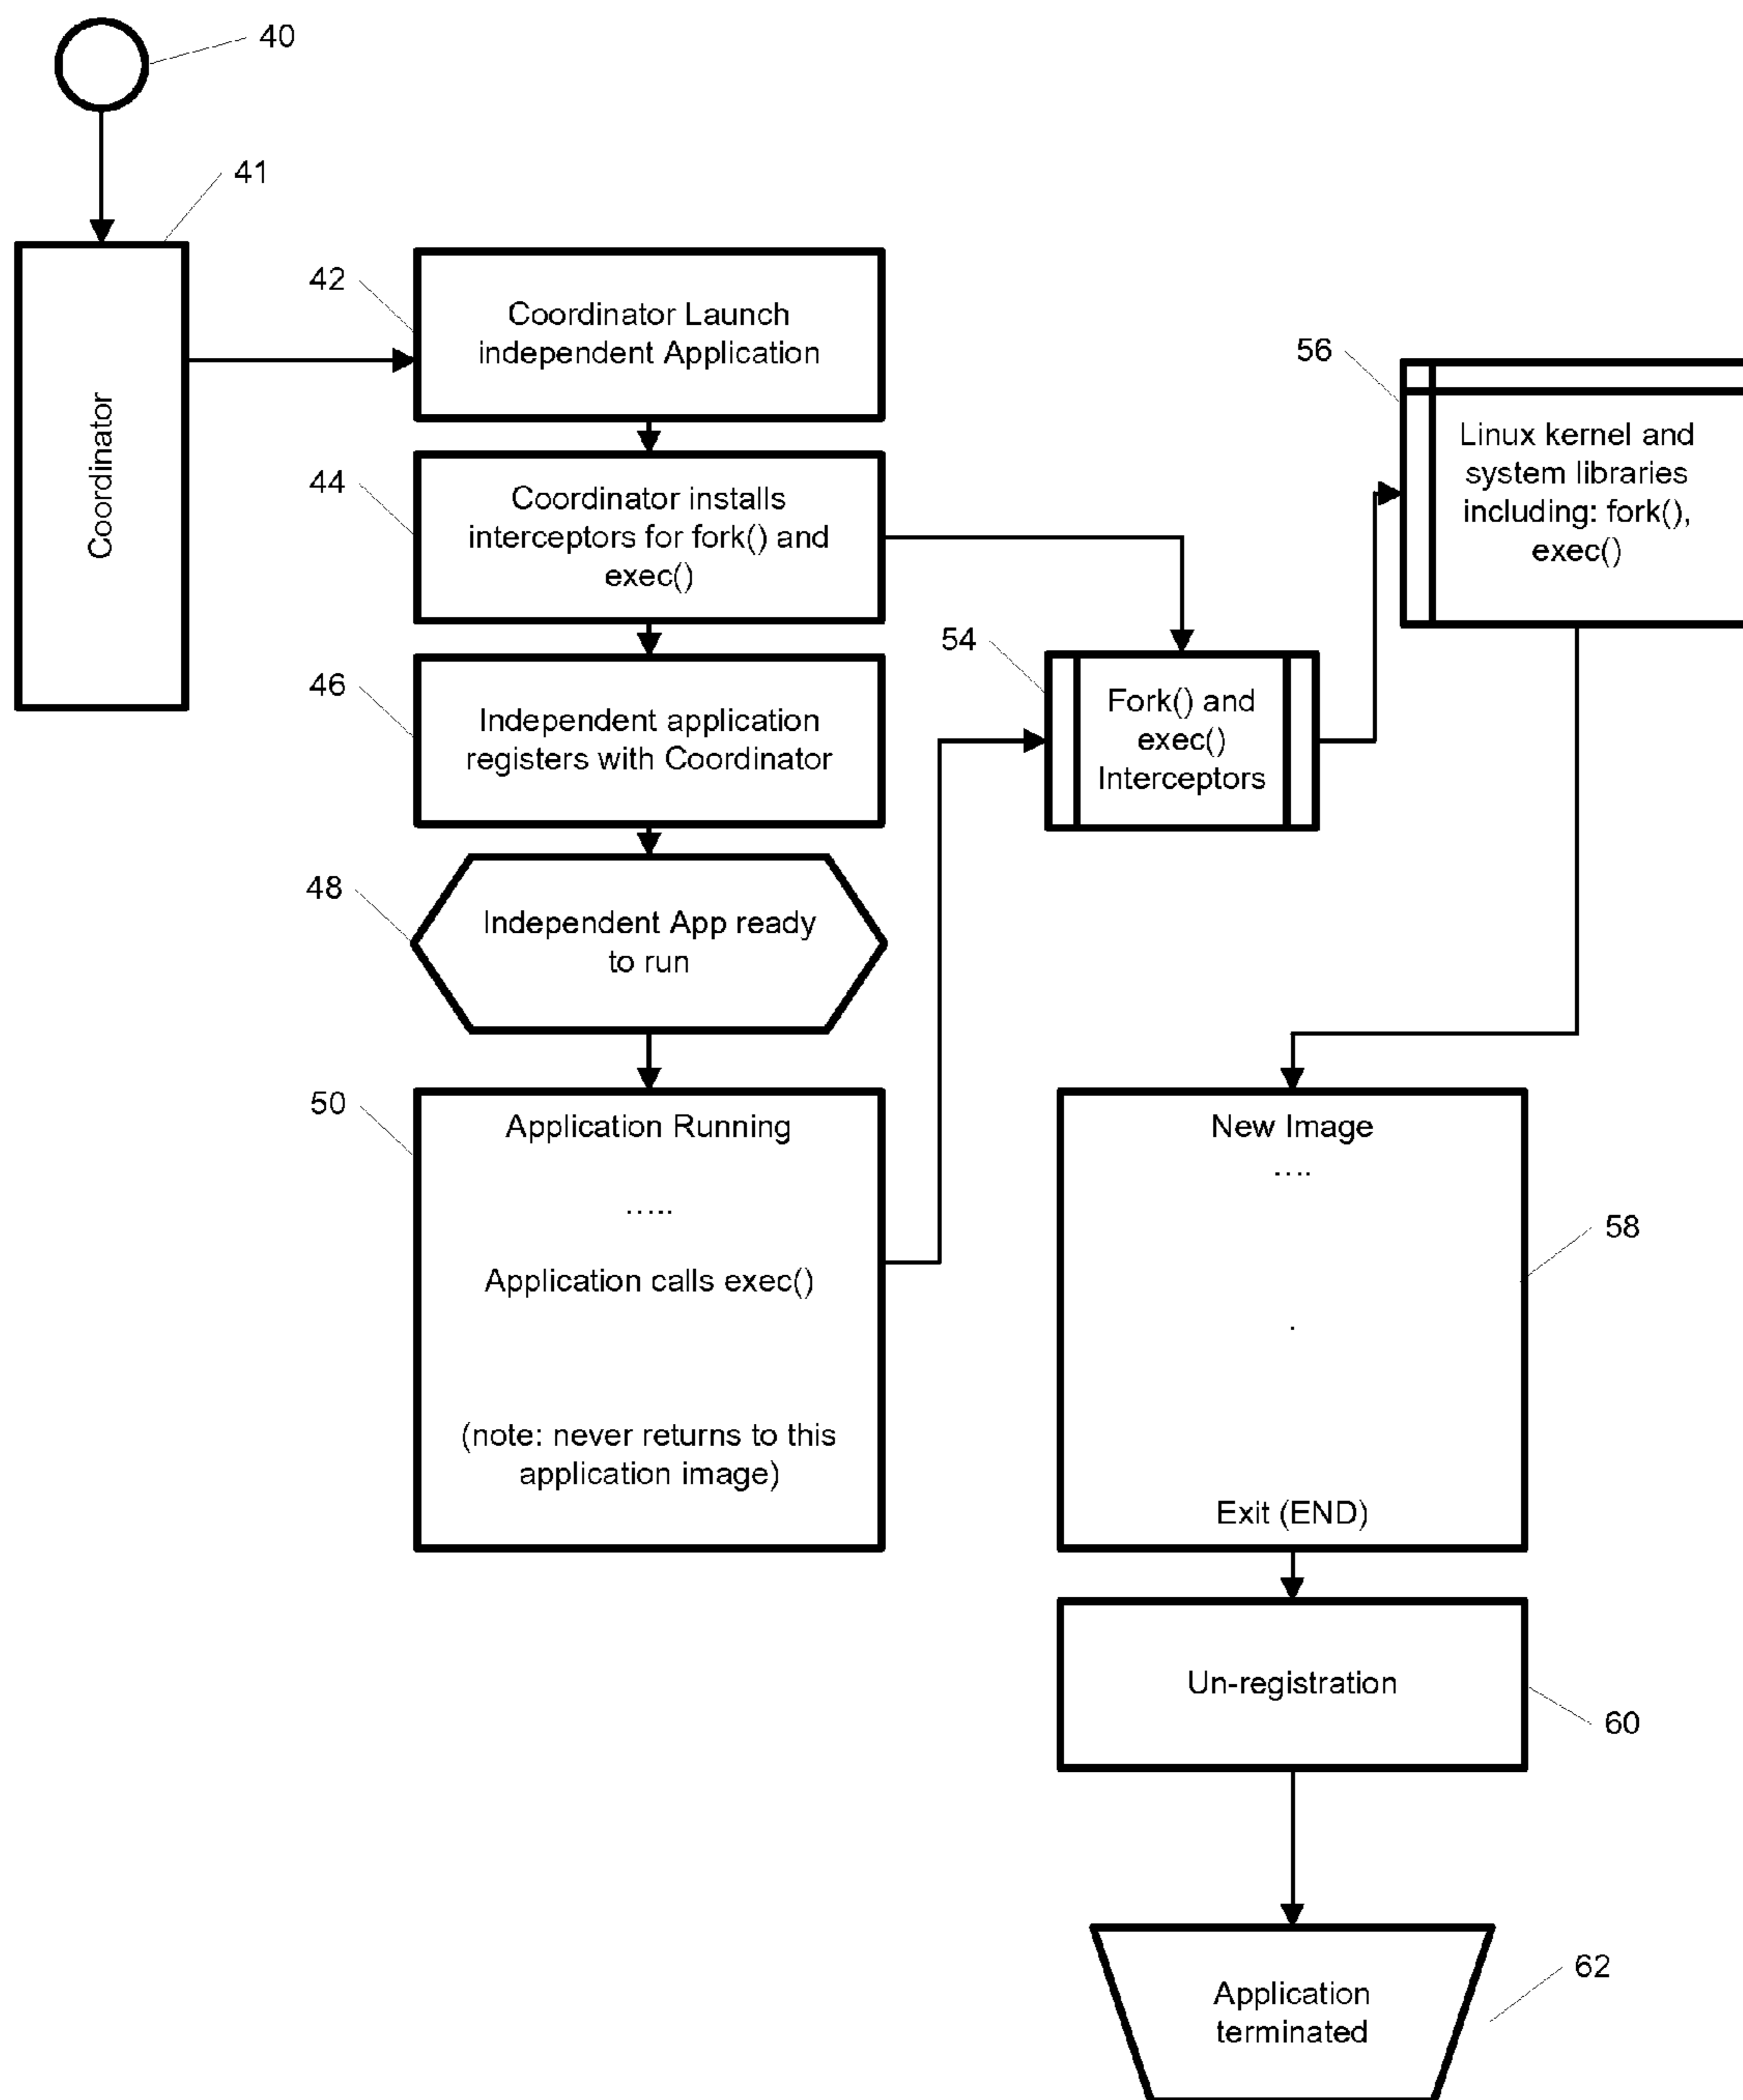 40
41
Coordinator
42
Coordinator Launch
independent Application
44
Coordinator installs
interceptors for fork() and
exec()
46
Independent application
registers with Coordinator
48
Independent App ready
to run
50
Application Running
.....
Application calls exec()
(note: never returns to this
application image)
54
Fork() and
exec()
Interceptors
56
Linux kernel and
system libraries
including: fork(),
exec()
New Image
....
.
Exit (END)
58
Un-registration
60
Application
terminated
62